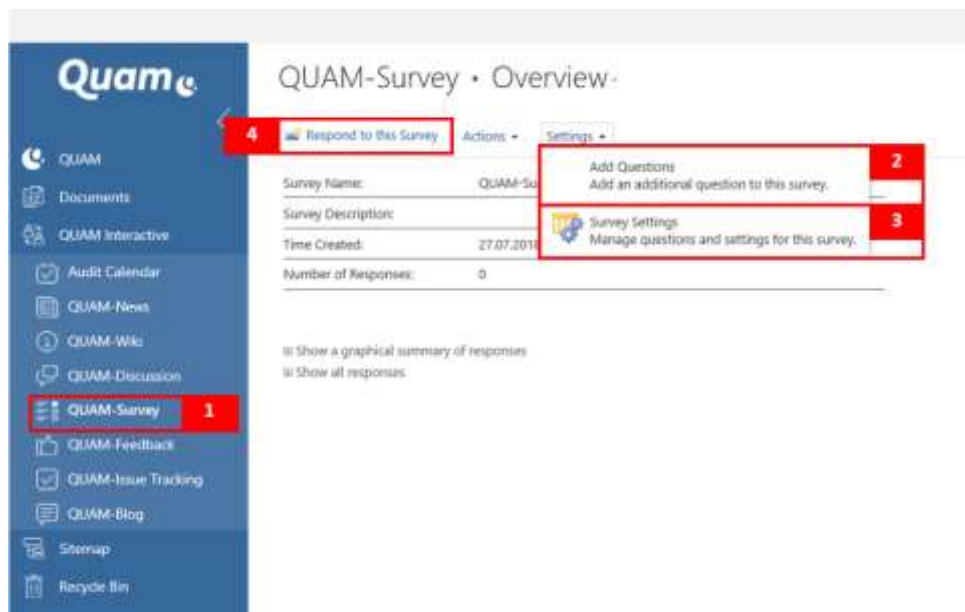 Quam
QUAM-Survey • Overview
4
Respond to this Survey
Actions
Settings
QUAM
Documents
QUAM Interactive
Audit Calendar
QUAM-News
QUAM-Wiki
QUAM-Discussion
QUAM-Survey
1
QUAM-Feedback
QUAM-Issue Tracking
QUAM-Blog
Sitemap
Recycle Bin
Add Questions
2
Add an additional question to this survey.
Survey Settings
3
Manage questions and settings for this survey.
Survey Name: QUAM-Su
Survey Description:
Time Created: 27.07.2018
Number of Responses: 0
Show a graphical summary of responses
Show all responses